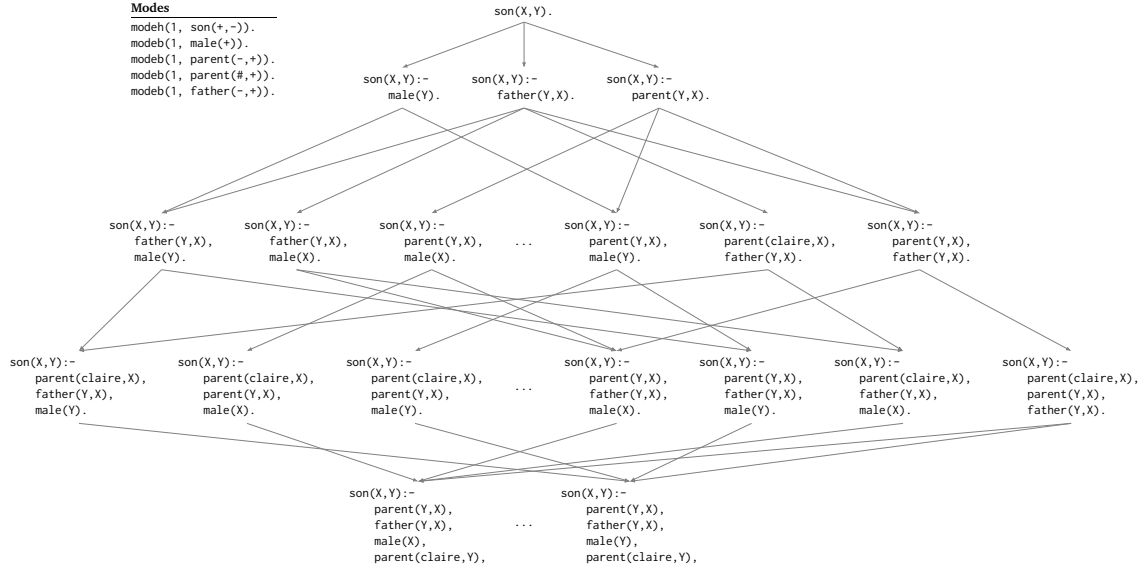 Modes
modeh(1, son(+,-)).
modeb(1, male(+)).
modeb(1, parent(-,+)).
modeb(1, parent(#,+)).
modeb(1, father(-,+)).
son(X,Y).
son(X,Y):-
male(Y).
son(X,Y):-
father(Y,X).
son(X,Y):-
parent(Y,X).
son(X,Y):-
father(Y,X),
male(Y).
son(X,Y):-
father(Y,X),
male(X).
son(X,Y):-
parent(Y,X),
male(X).
...
son(X,Y):-
parent(Y,X),
male(Y).
son(X,Y):-
parent(claire,X),
father(Y,X).
son(X,Y):-
parent(Y,X),
father(Y,X).
son(X,Y):-
parent(claire,X),
father(Y,X),
male(Y).
son(X,Y):-
parent(claire,X),
parent(Y,X),
male(X).
son(X,Y):-
parent(claire,X),
parent(Y,X),
male(Y).
...
son(X,Y):-
parent(Y,X),
father(Y,X),
male(X).
son(X,Y):-
parent(Y,X),
father(Y,X),
male(Y).
son(X,Y):-
parent(claire,X),
father(Y,X),
male(X).
son(X,Y):-
parent(claire,X),
parent(Y,X),
father(Y,X).
son(X,Y):-
parent(Y,X),
father(Y,X),
male(X),
parent(claire,Y),
...
son(X,Y):-
parent(Y,X),
father(Y,X),
male(Y),
parent(claire,Y),